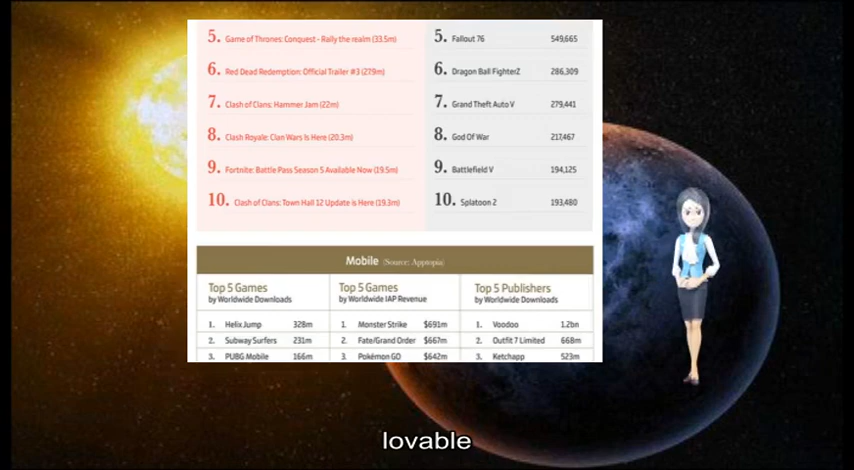 5. Game of Thrones: Conquest - Rally the realm (33.5m)
6. Red Dead Redemption: Official Trailer #3 (27.9m)
7. Clash of Clans: Hammer Jam (22m)
8. Clash Royale: Clan Wars Is Here (20.3m)
9. Fortnite: Battle Pass Season 5 Available Now (19.5m)
10. Clash of Clans: Town Hall 12 Update is Here (19.3m)
5. Fallout 76 549,665
6. Dragon Ball FighterZ 286,309
7. Grand Theft Auto V 279,441
8. God Of War 217,467
9. Battlefield V 194,125
10. Splatoon 2 193,480
Mobile (Source: Apptopia)
Top 5 Games
by Worldwide Downloads
1. Helix Jump 328m
2. Subway Surfers 231m
3. PUBG Mobile 166m
Top 5 Games
by Worldwide IAP Revenue
1. Monster Strike $691m
2. Fate/Grand Order $667m
3. Pokémon GO $642m
Top 5 Publishers
by Worldwide Downloads
1. Voodoo 1.2bn
2. Outfit 7 Limited 668m
3. Ketchapp 523m
lovable